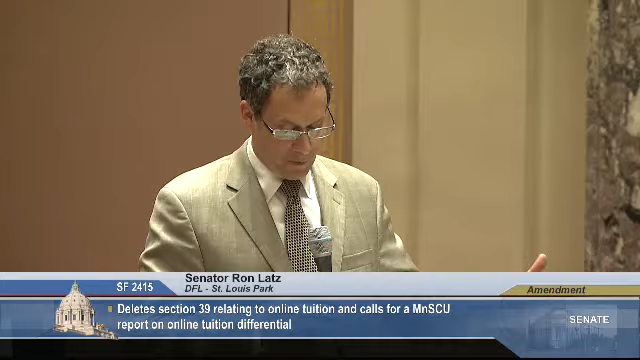 SF 2415
Senator Ron Latz
DFL - St. Louis Park
Amendment
Deletes section 39 relating to online tuition and calls for a MnSCU
report on online tuition differential
SENATE